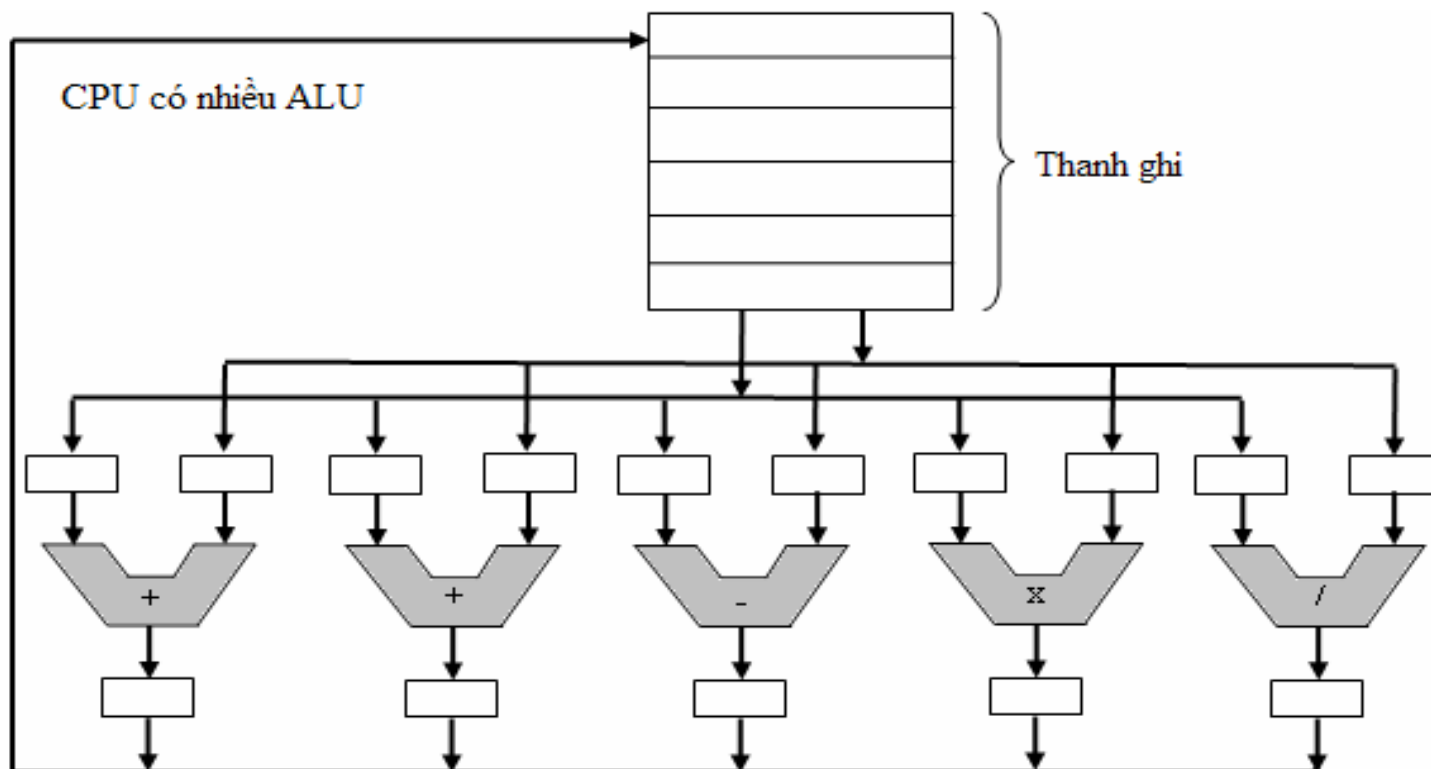 CPU có nhiều ALU
Thanh ghi
+ + - x /